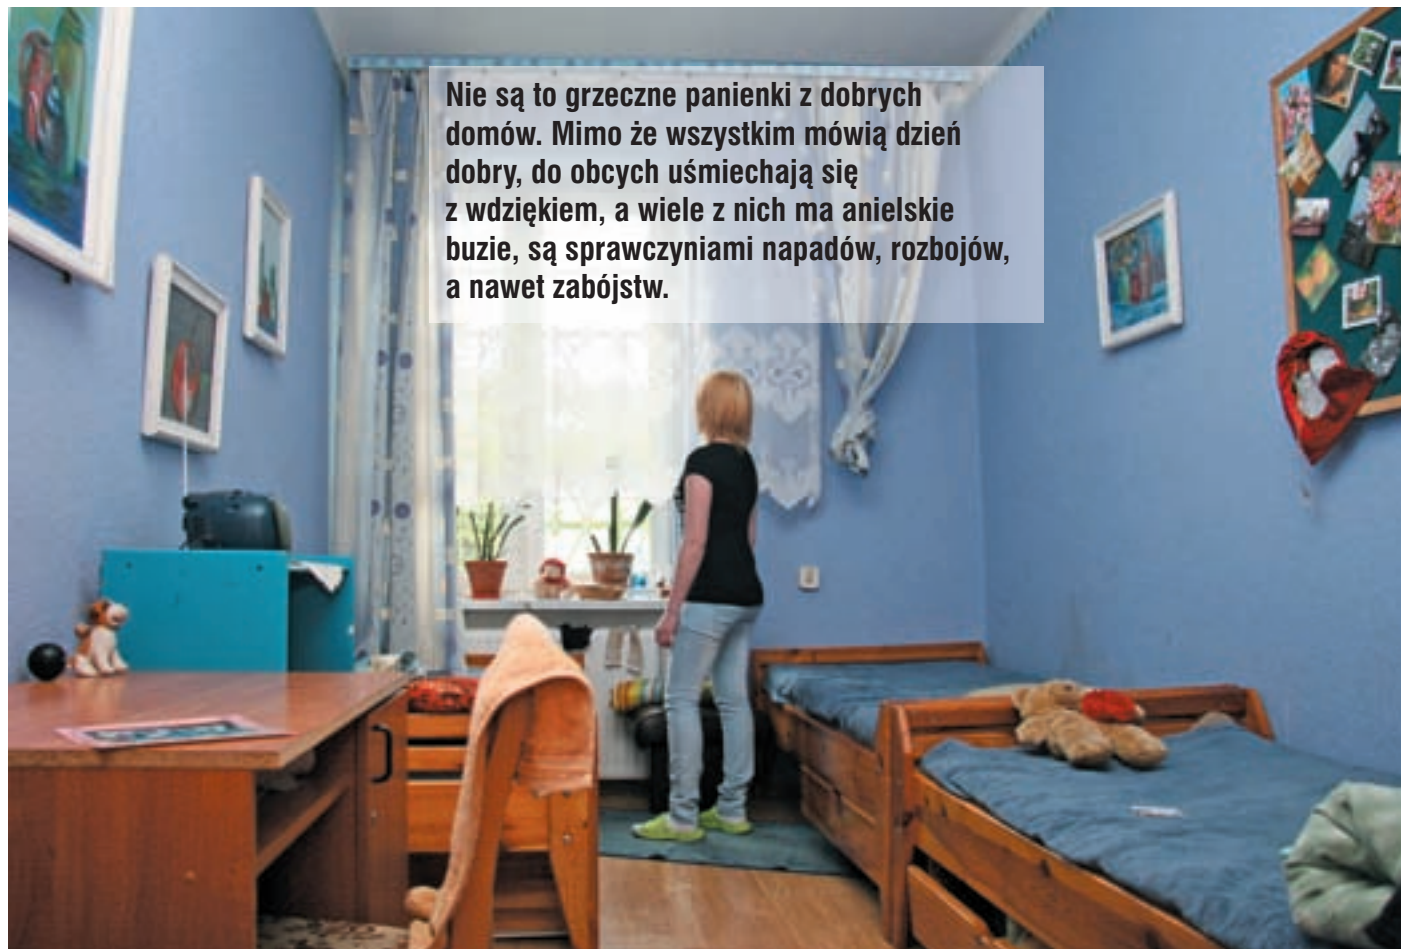 Nie są to grzeczne panienki z dobrych
domów. Mimo że wszystkim mówią dzień
dobry, do obcych uśmiechają się
z wdziękiem, a wiele z nich ma anielskie
buzie, są sprawczyniami napadów, rozbojów,
a nawet zabójstw.